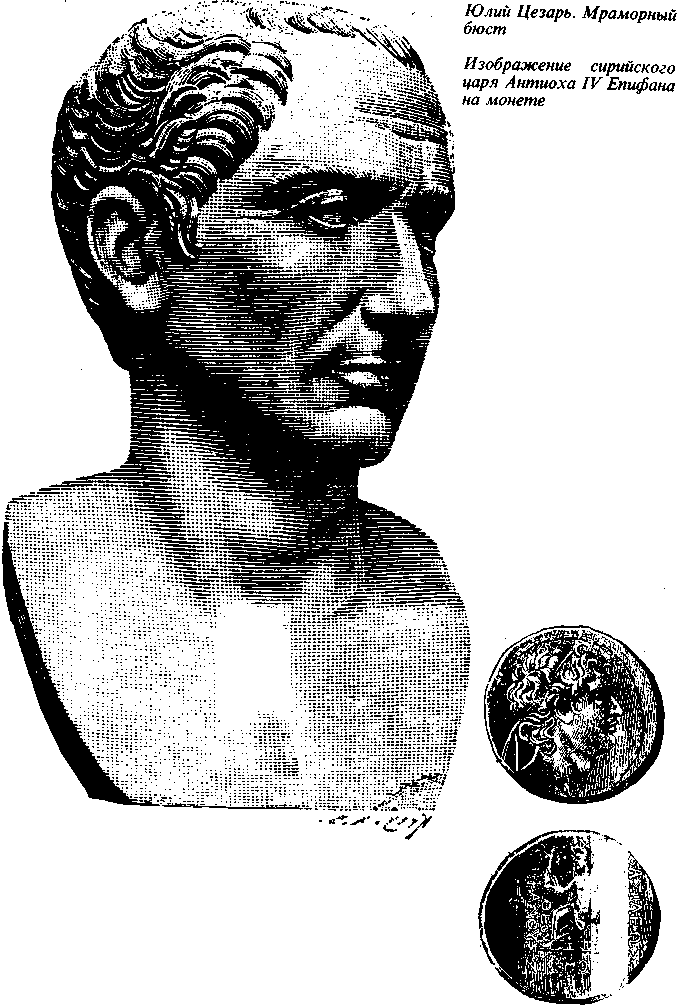 Юлий Цезарь. Мраморный
бюст
Изображение сирийского
царя Антиоха IV Епифана
на монете